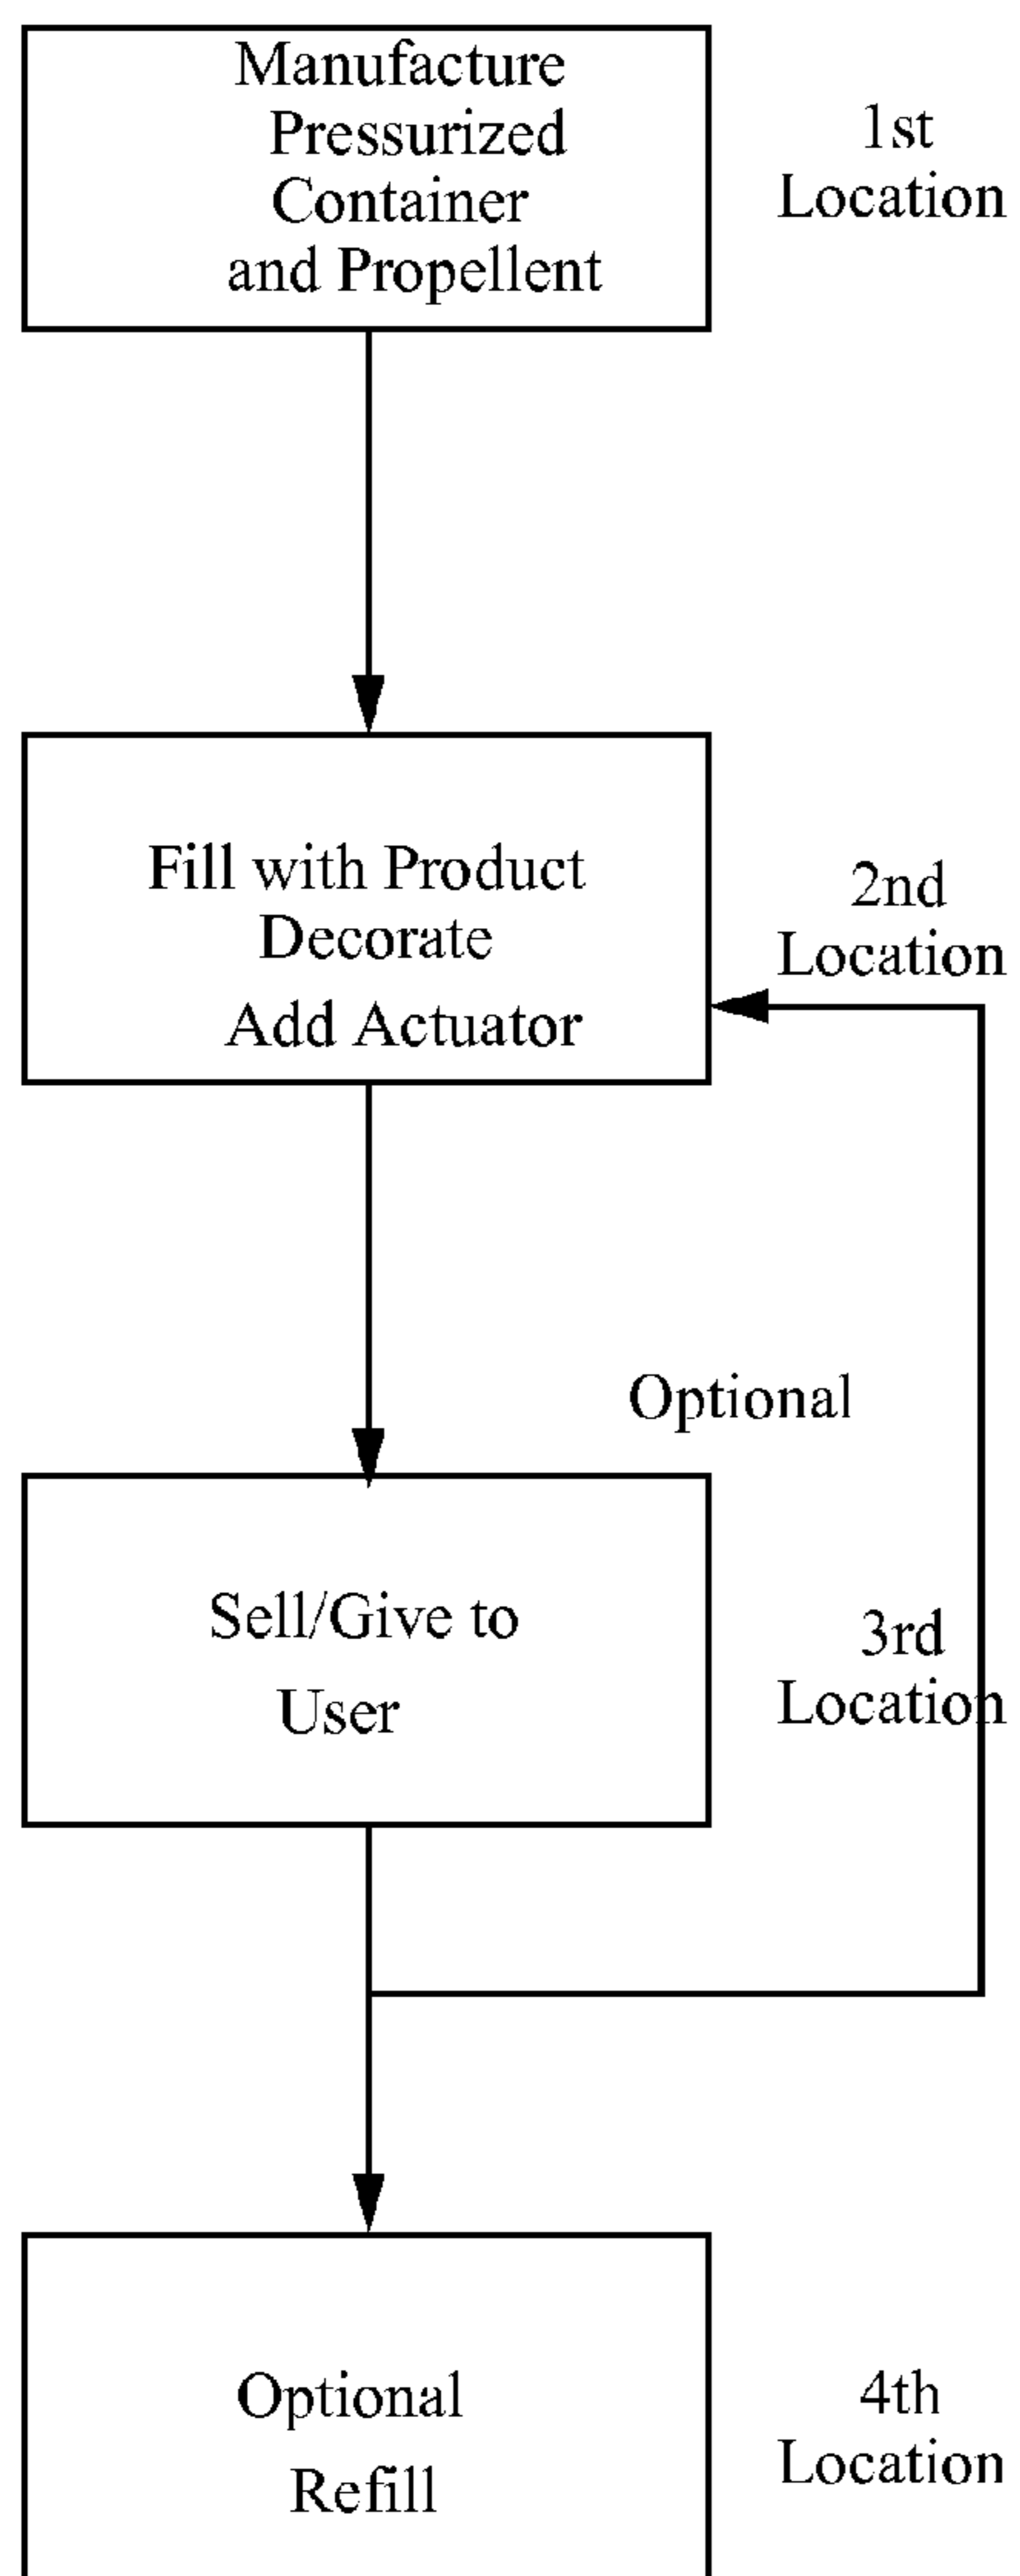 Manufacture
Pressurized
Container
and Propellent
1st
Location
Fill with Product
Decorate
Add Actuator
2nd
Location
Optional
Sell/Give to
User
3rd
Location
Optional
Refill
4th
Location